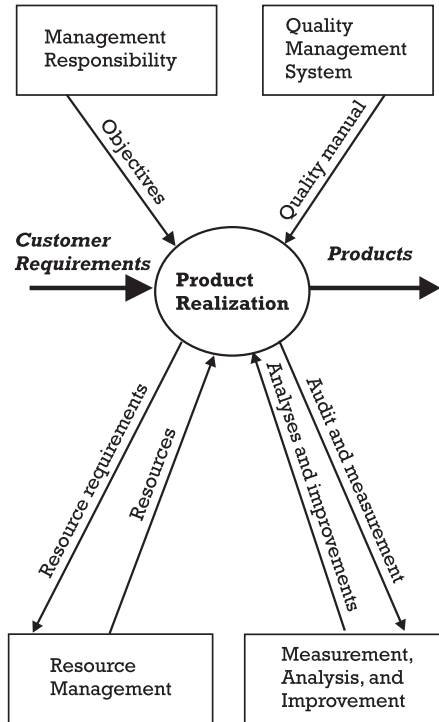 Management
Responsibility
Quality
Management
System
Objectives
Quality manual
Customer
Requirements
Products
Product
Realization
Resource requirements
Resources
Analyses and improvements
Audit and measurement
Resource
Management
Measurement,
Analysis, and
Improvement